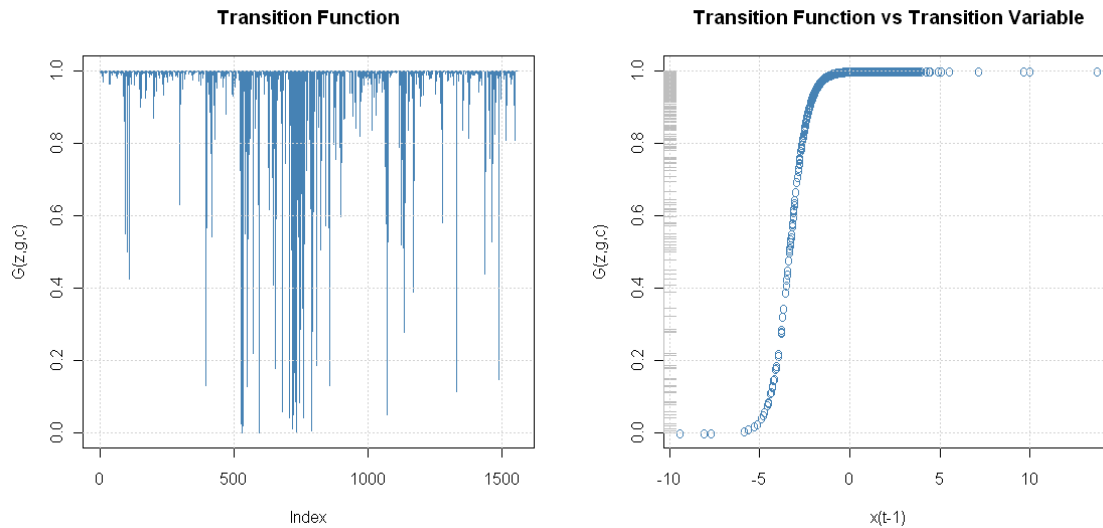 Transition Function
G(z,g,c)
0.0 0.2 0.4 0.6 0.8 1.0
0 500 1000 1500
Index
Transition Function vs Transition Variable
G(z,g,c)
0.0 0.2 0.4 0.6 0.8 1.0
-10 -5 0 5 10
x(t-1)